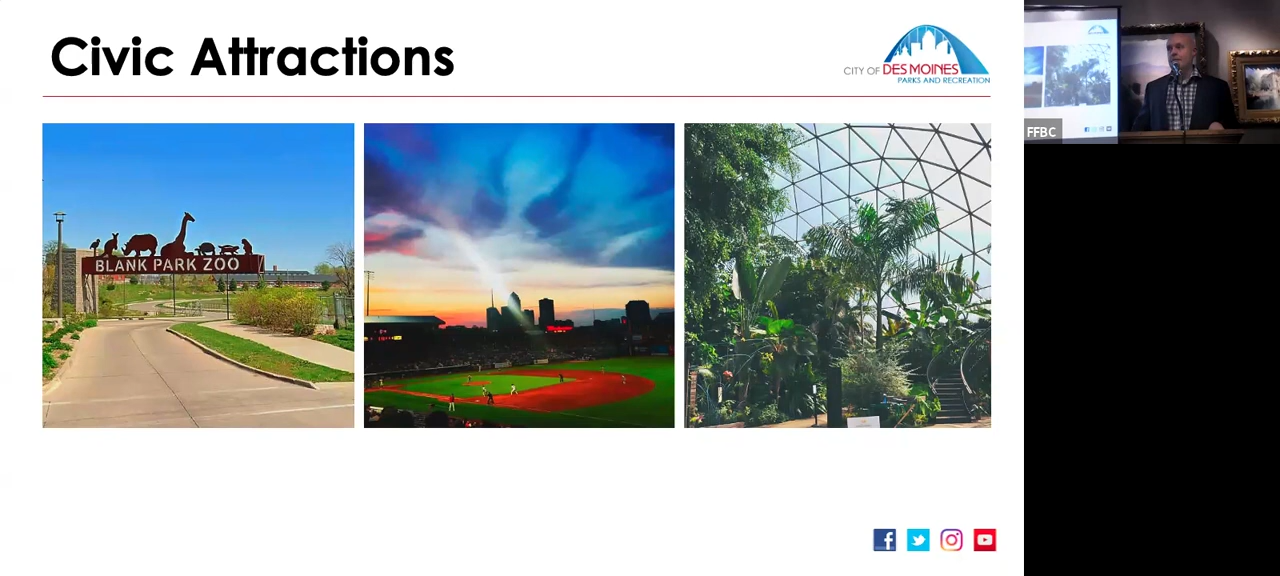 Civic Attractions
CITY OF DES MOINES
PARKS AND RECREATION
BLANK PARK ZOO
FFBC